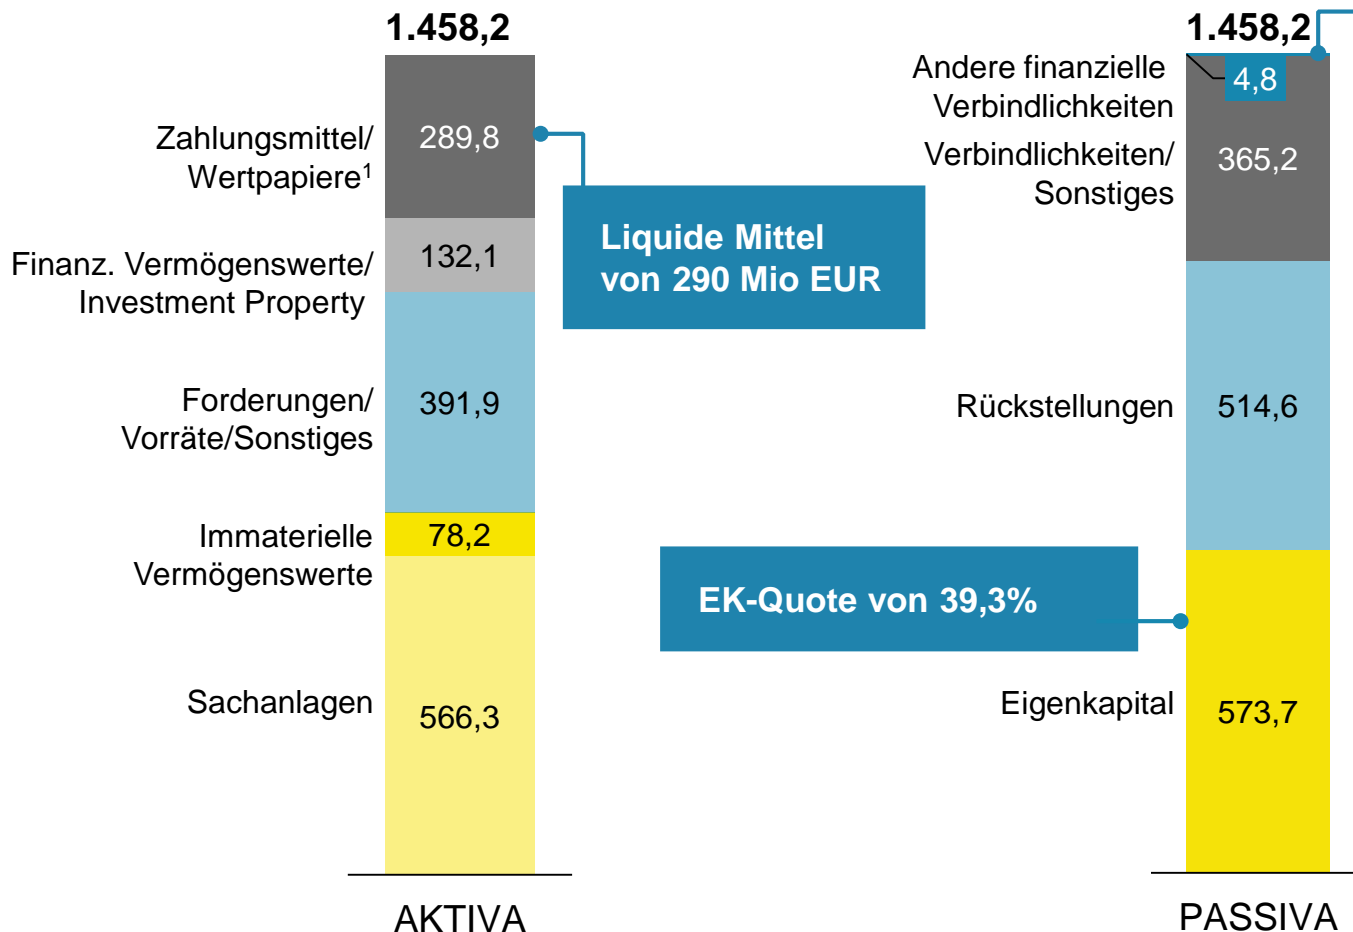 1.458,2
Zahlungsmittel/
Wertpapiere¹
289,8
Finanz. Vermögenswerte/
Investment Property
132,1
Forderungen/
Vorräte/Sonstiges
391,9
Immaterielle
Vermögenswerte
78,2
Sachanlagen
566,3
AKTIVA
Liquide Mittel
von 290 Mio EUR
EK-Quote von 39,3%
1.458,2
Andere finanzielle
Verbindlichkeiten
4,8
Verbindlichkeiten/
Sonstiges
365,2
Rückstellungen
514,6
Eigenkapital
573,7
PASSIVA